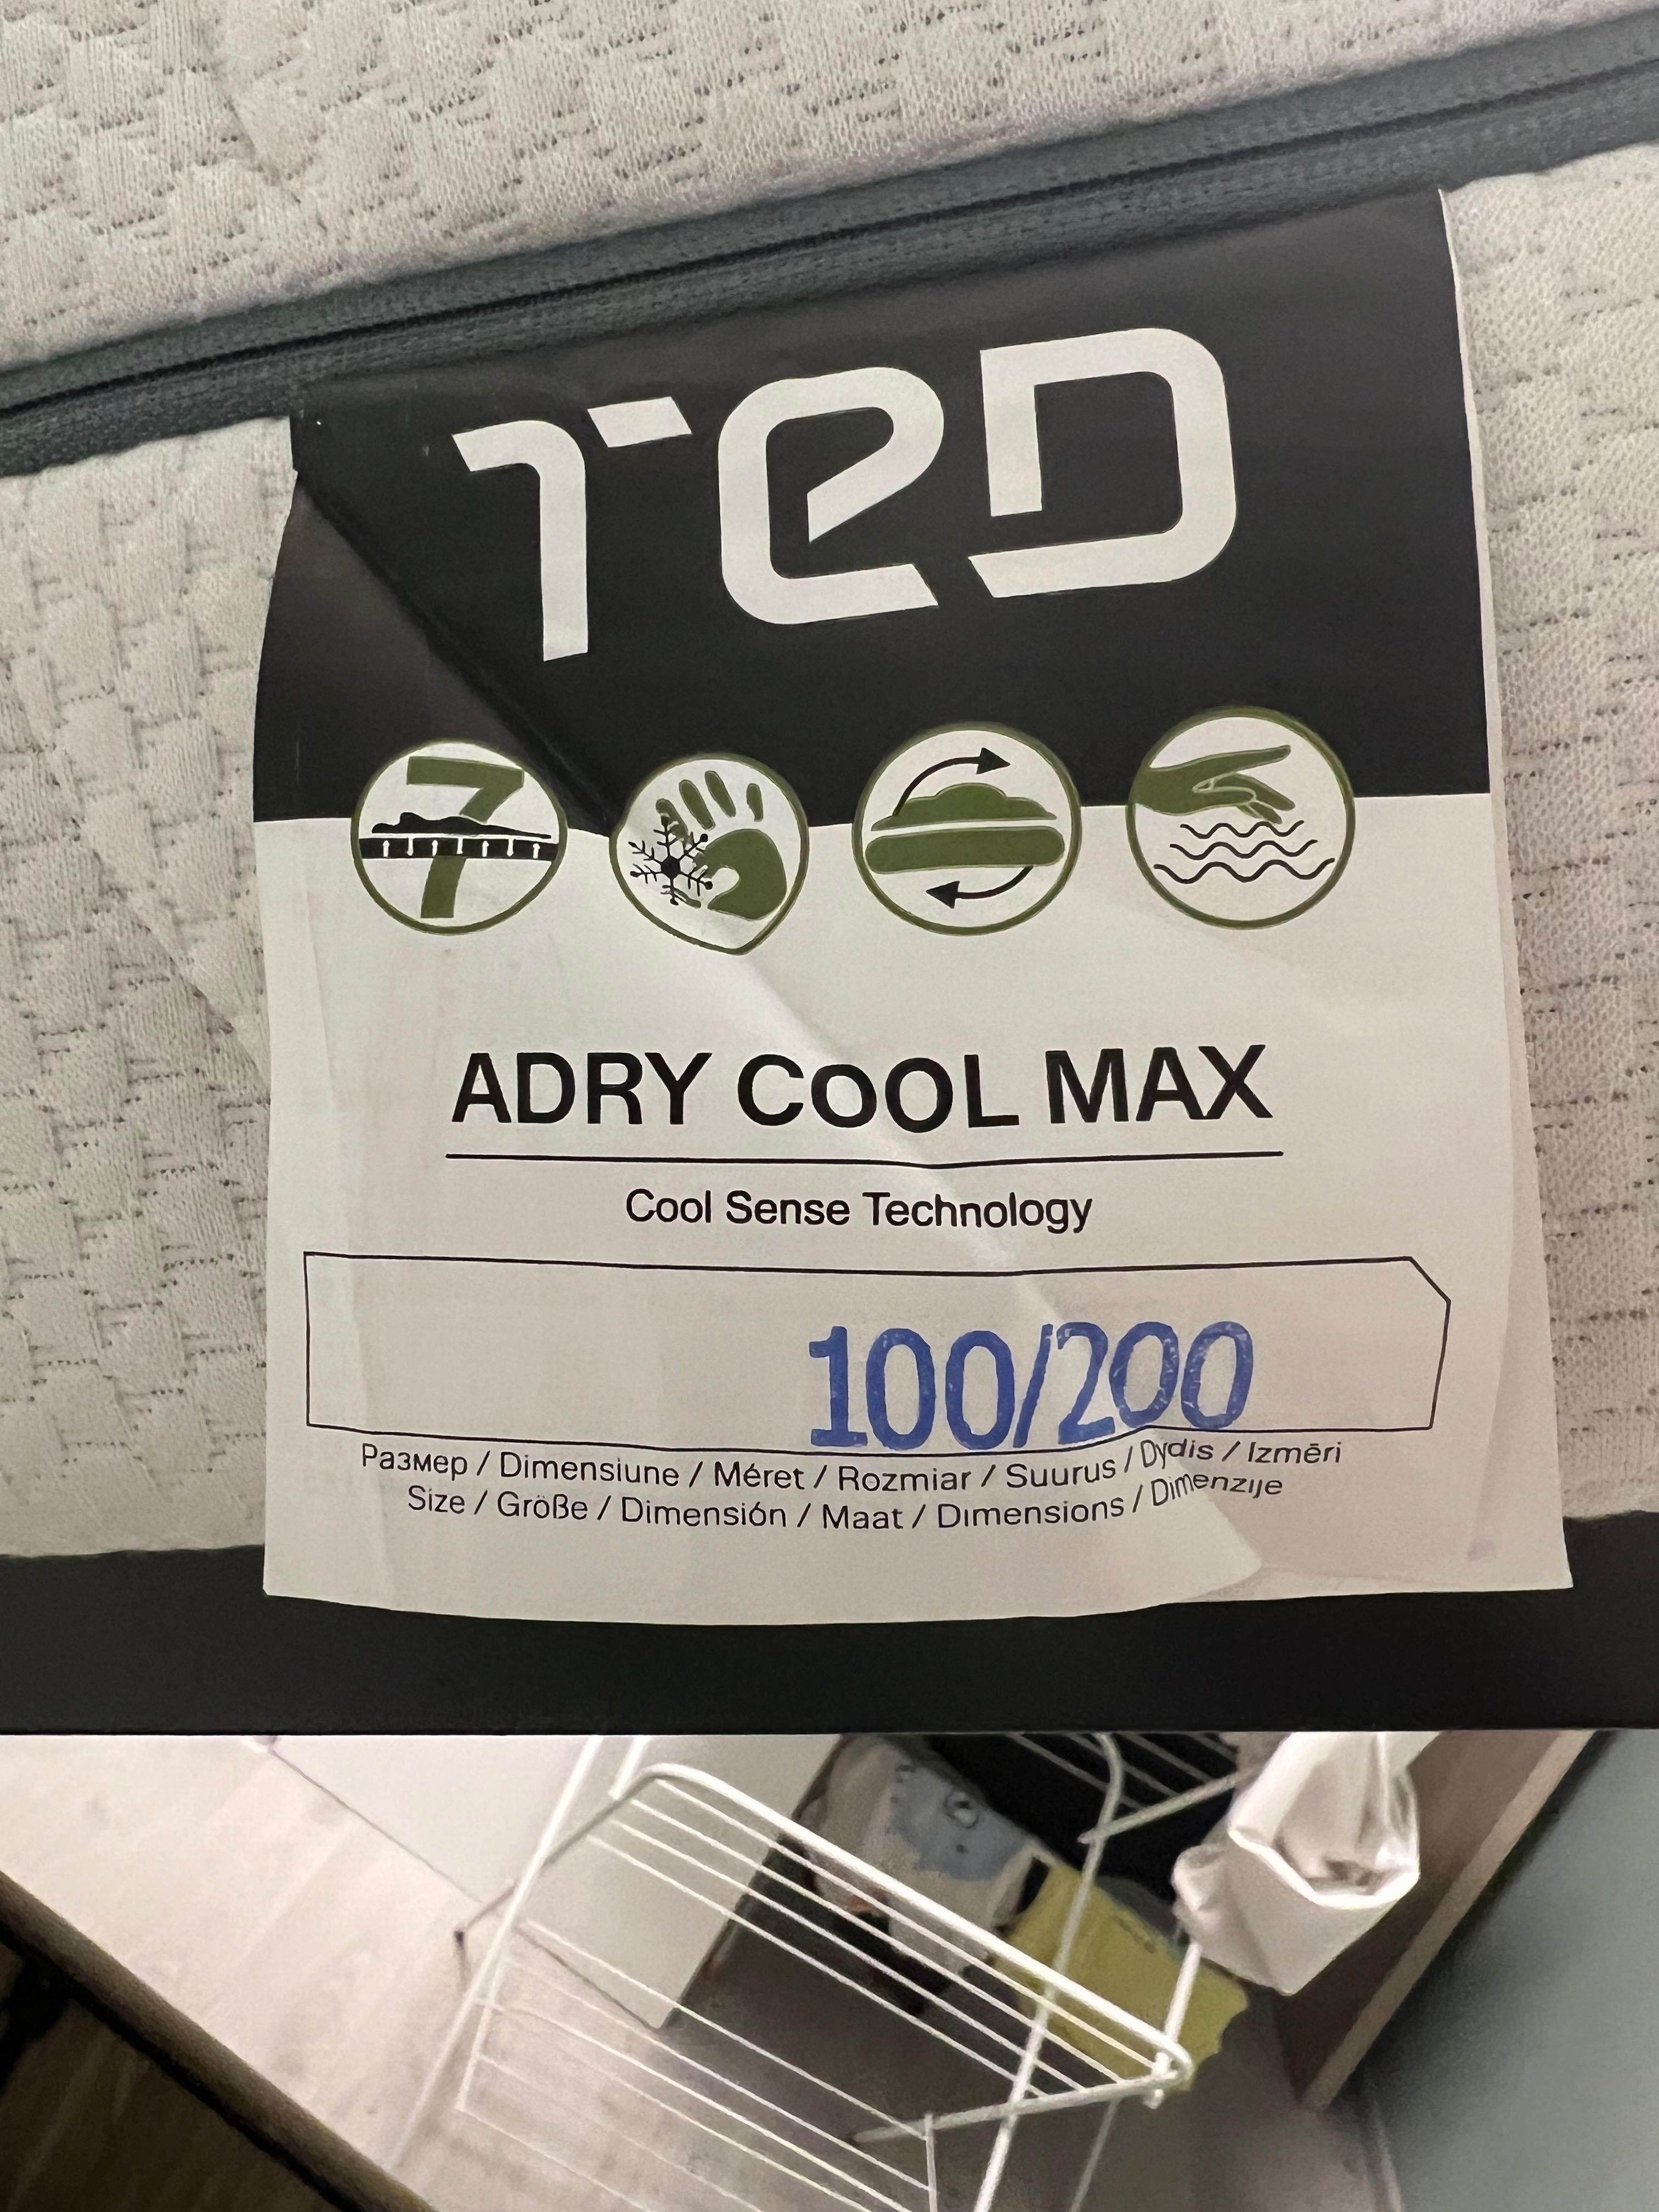 TeD
7
ADRY COOL MAX
Cool Sense Technology
100/200
Размер / Dimensiune / Méret / Rozmiar / Suurus / Dydis / Izmēri
Size / Größe / Dimensión / Maat / Dimensions / Dimenzije